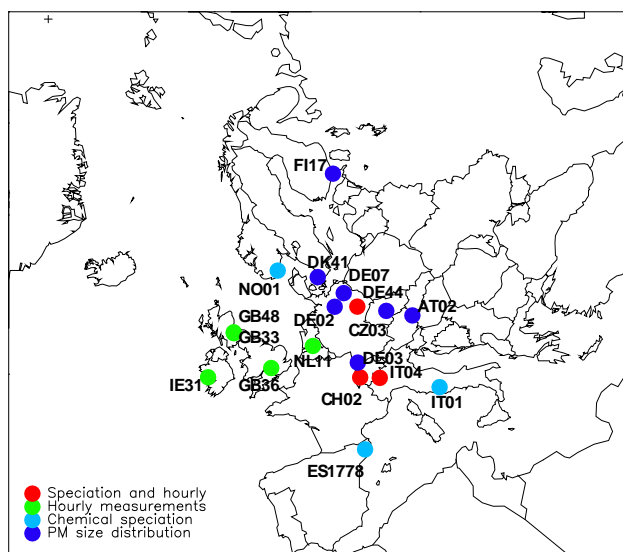 FI17
DK41
DE07
NO01
DE44
GB48
AT02
DE02
CZ03
GB33
NL11
DE03
IT04
IE31
GB36
CH02
IT01
ES1778
Speciation and hourly
Hourly measurements
Chemical speciation
PM size distribution